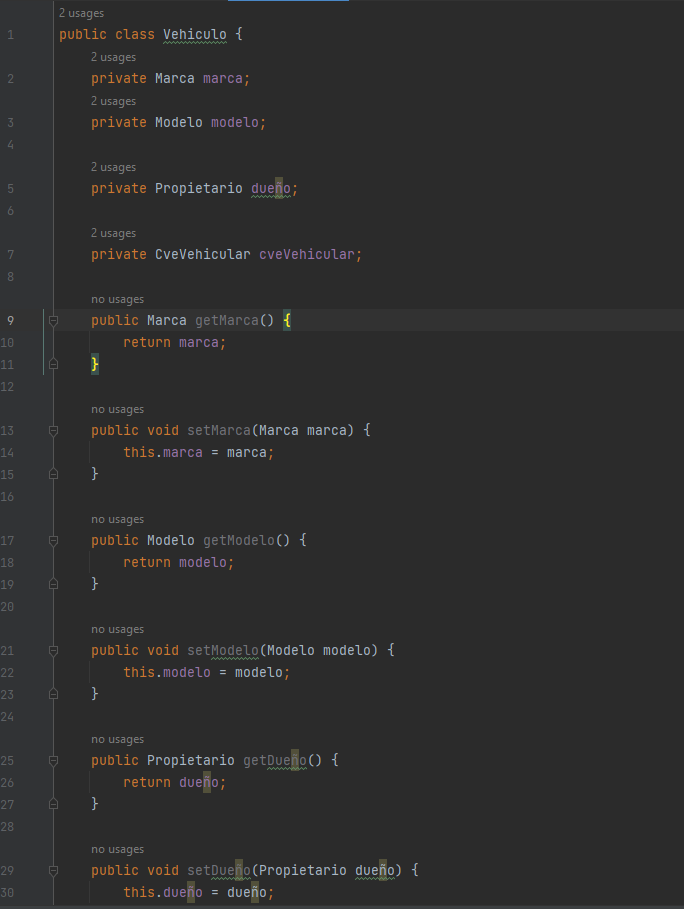 2 usages
1 public class Vehiculo {
2 usages
2 private Marca marca;
2 usages
3 private Modelo modelo;
4
2 usages
5 private Propietario dueño;
6
2 usages
7 private CveVehicular cveVehicular;
8
no usages
9 public Marca getMarca() {
10 return marca;
11 }
12
no usages
13 public void setMarca(Marca marca) {
14 this.marca = marca;
15 }
16
no usages
17 public Modelo getModelo() {
18 return modelo;
19 }
20
no usages
21 public void setModelo(Modelo modelo) {
22 this.modelo = modelo;
23 }
24
no usages
25 public Propietario getDueño() {
26 return dueño;
27 }
28
no usages
29 public void setDueño(Propietario dueño) {
30 this.dueño = dueño;